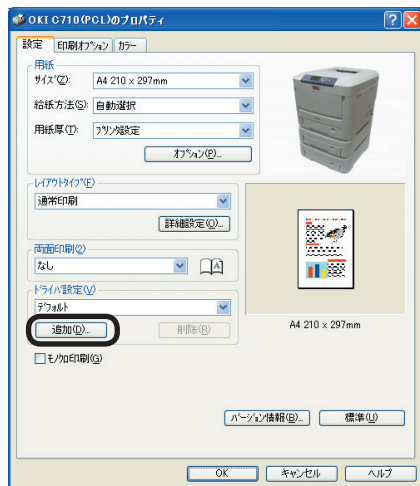 OKI C710(PCL)のプロパティ
設定 印刷ｵﾌﾟｼｮﾝ ｶﾗｰ
用紙
ｻｲｽﾞ(Z): A4 210 x 297mm
給紙方法(S): 自動選択
用紙厚(T): ﾌﾟﾘﾝﾀ設定
ｵﾌﾟｼｮﾝ(P)...
ﾚｲｱｳﾄﾀｲﾌﾟ(F)
通常印刷
詳細設定(O)...
両面印刷(2)
なし
ﾄﾞﾗｲﾊﾞ設定(V)
ﾃﾞﾌｫﾙﾄ
追加(D)... 削除(R)
A4 210 x 297mm
ﾓﾉｸﾛ印刷(G)
ﾊﾞｰｼﾞｮﾝ情報(B)... 標準(U)
OK ｷｬﾝｾﾙ ﾍﾙﾌﾟ